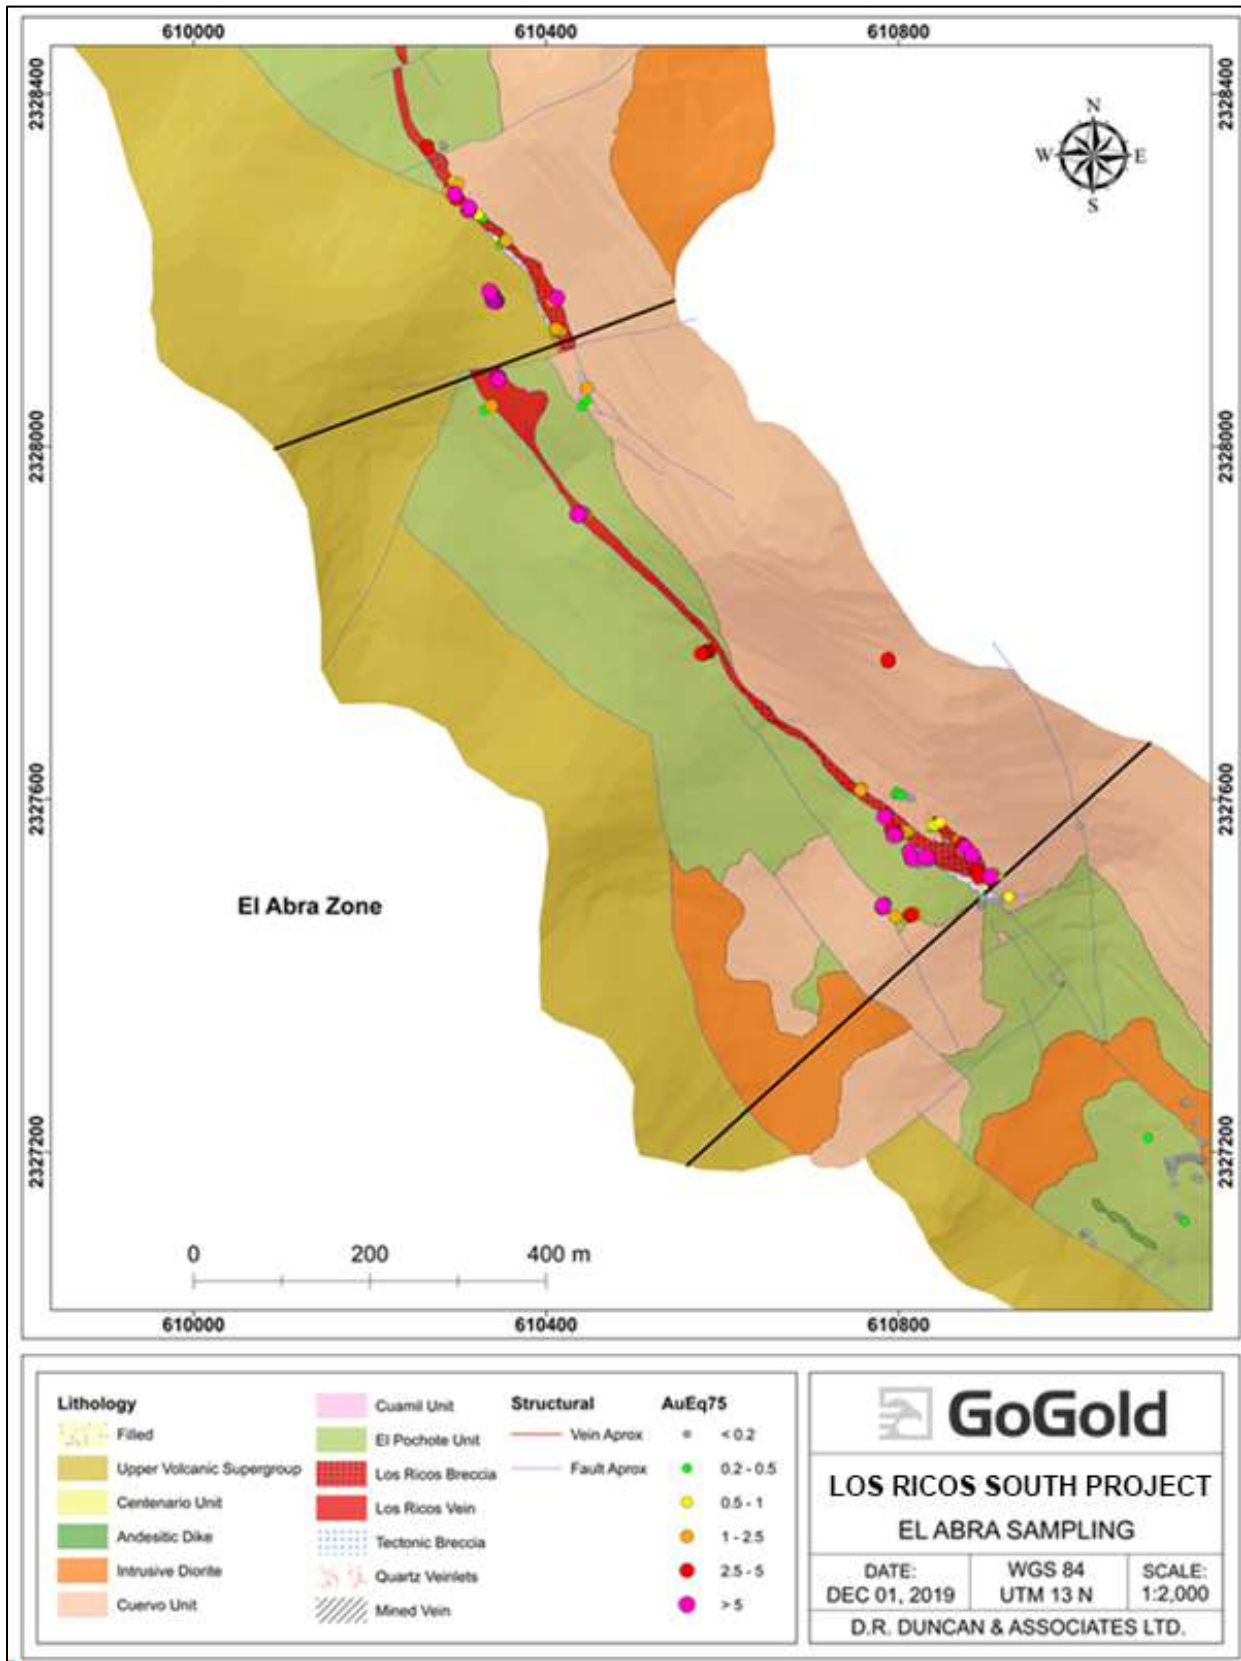 610000 610400 610800
2328400 2328400
N
W E
S
2328000 2328000
2327600 2327600
El Abra Zone
2327200 2327200
0 200 400 m
610000 610400 610800
Lithology
Filled
Upper Volcanic Supergroup
Centenario Unit
Andesitic Dike
Intrusive Diorite
Cuervo Unit
Cuamil Unit
El Pochote Unit
Los Ricos Breccia
Los Ricos Vein
Tectonic Breccia
Quartz Veinlets
Mined Vein
Structural
Vein Aprox
Fault Aprox
AuEq75
< 0.2
0.2 - 0.5
0.5 - 1
1 - 2.5
2.5 - 5
> 5
GoGold
LOS RICOS SOUTH PROJECT
EL ABRA SAMPLING
DATE:
DEC 01, 2019
WGS 84
UTM 13 N
SCALE:
1:2,000
D.R. DUNCAN & ASSOCIATES LTD.